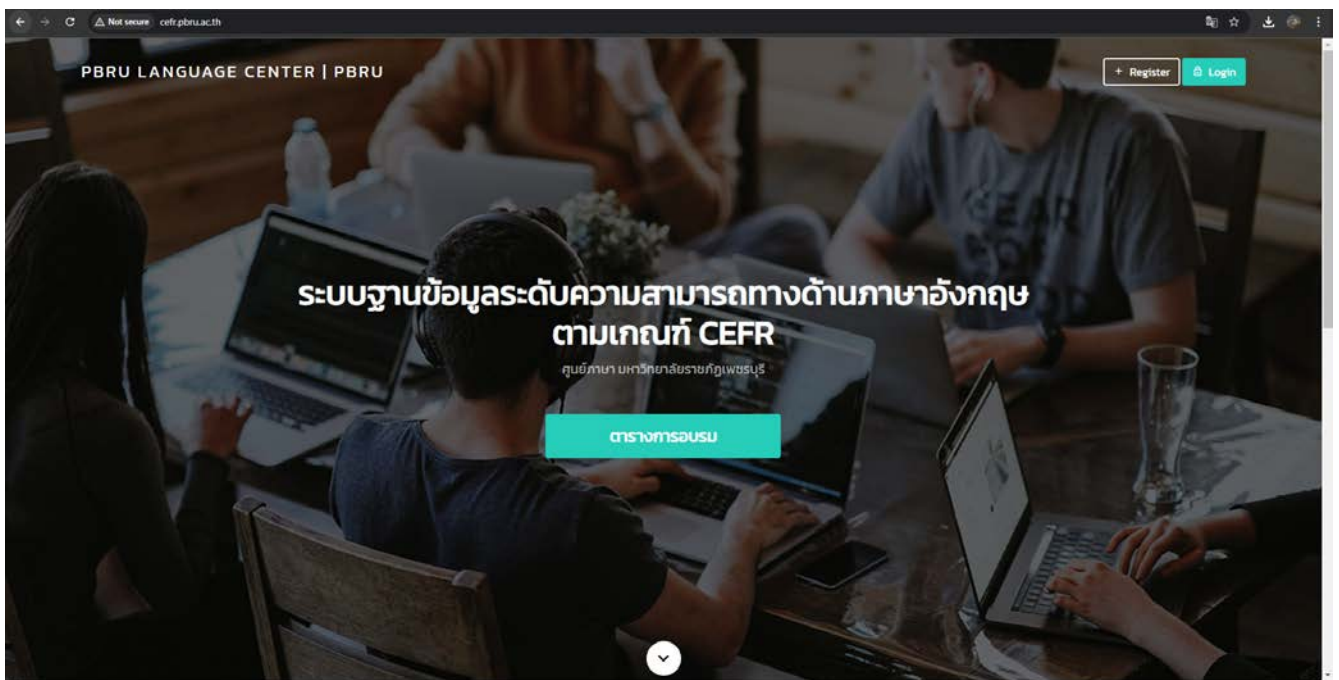 Not secure cefr.pbru.ac.th
PBRU LANGUAGE CENTER | PBRU
+ Register Login
ระบบฐานข้อมูลระดับความสามารถทางด้านภาษาอังกฤษ
ตามเกณฑ์ CEFR
ศูนย์ภาษา มหาวิทยาลัยราชภัฏเพชรบุรี
ตารางการอบรม